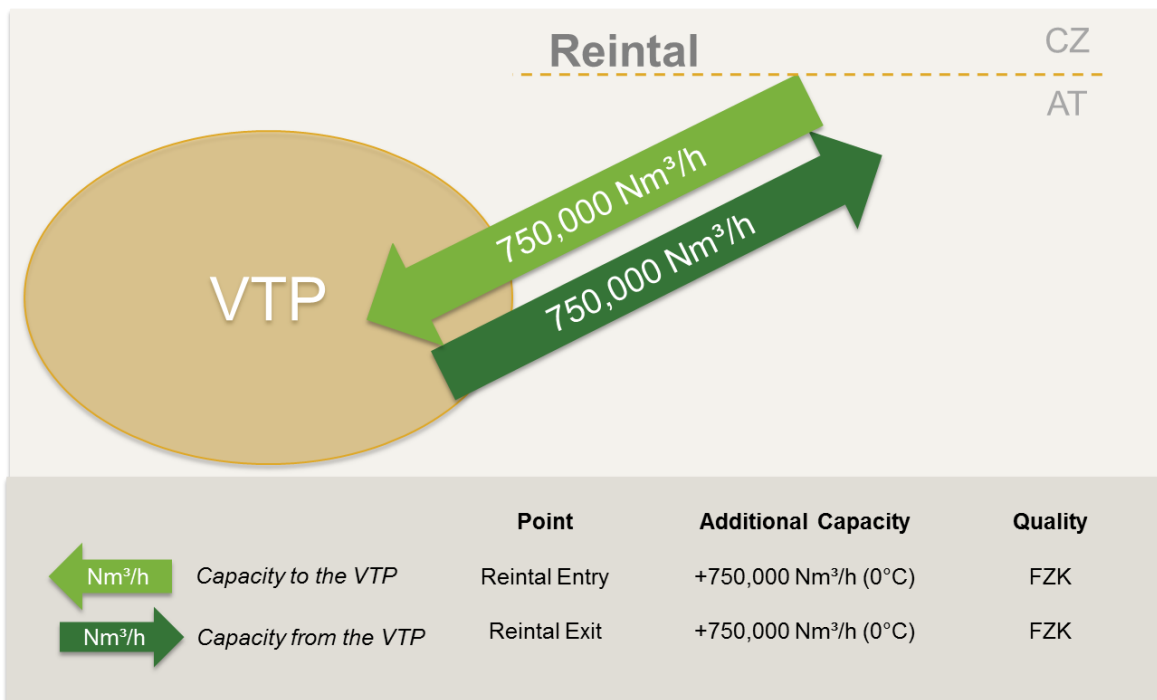 Reintal
CZ
AT
750,000 Nm³/h
750,000 Nm³/h
VTP
Point Additional Capacity Quality
Nm³/h Capacity to the VTP Reintal Entry +750,000 Nm³/h (0°C) FZK
Nm³/h Capacity from the VTP Reintal Exit +750,000 Nm³/h (0°C) FZK